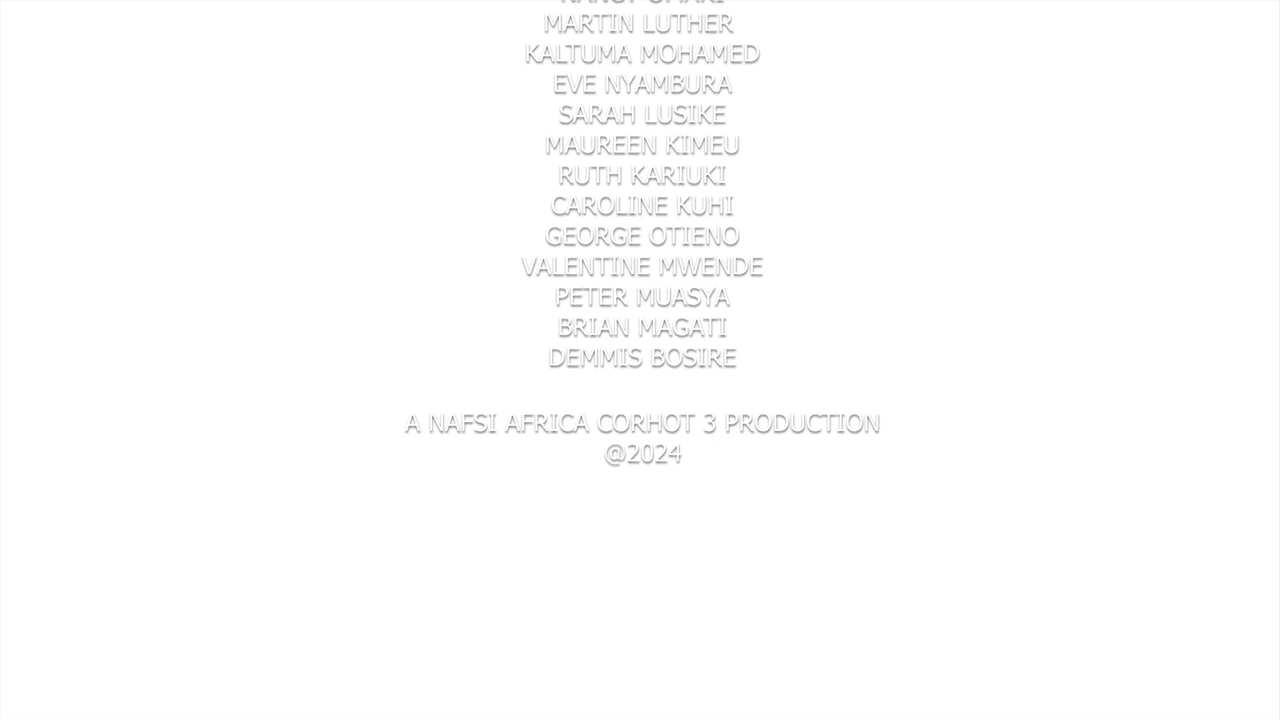 MARTIN LUTHER
KALTUMA MOHAMED
EVE NYAMBURA
SARAH LUSIKE
MAUREEN KIMEU
RUTH KARIUKI
CAROLINE KUHI
GEORGE OTIENO
VALENTINE MWENDE
PETER MUASYA
BRIAN MAGATI
DEMMIS BOSIRE
A NAFSI AFRICA CORHOT 3 PRODUCTION
@2024